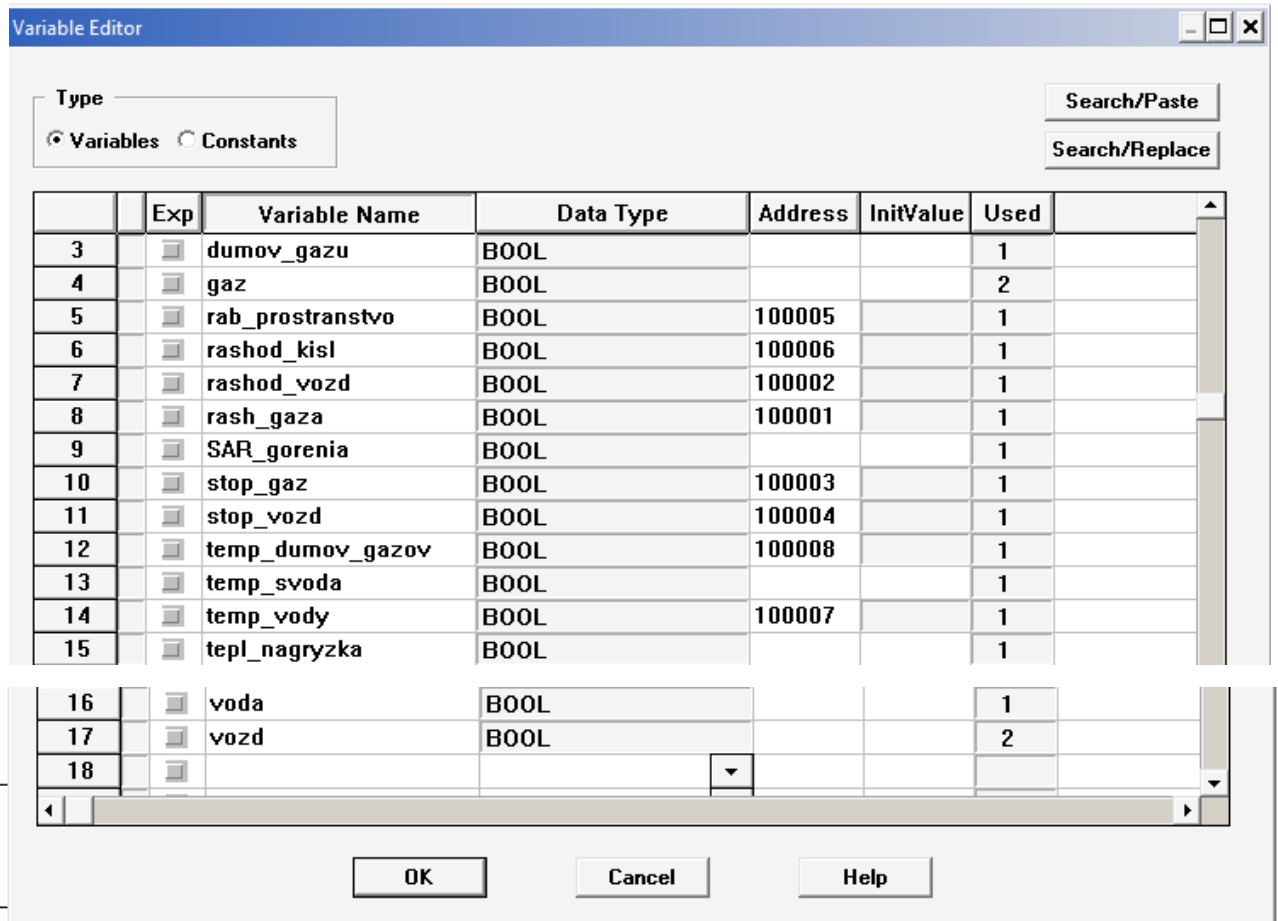 Variable Editor
Type
Variables Constants
Search/Paste
Search/Replace
Exp Variable Name Data Type Address InitValue Used
3 dumov_gazu BOOL 1
4 gaz BOOL 2
5 rab_prostranstvo BOOL 100005 1
6 rashod_kisl BOOL 100006 1
7 rashod_vozd BOOL 100002 1
8 rash_gaza BOOL 100001 1
9 SAR_gorenia BOOL 1
10 stop_gaz BOOL 100003 1
11 stop_vozd BOOL 100004 1
12 temp_dumov_gazov BOOL 100008 1
13 temp_svoda BOOL 1
14 temp_vody BOOL 100007 1
15 tepl_nagryzka BOOL 1
16 voda BOOL 1
17 vozd BOOL 2
18
OK Cancel Help